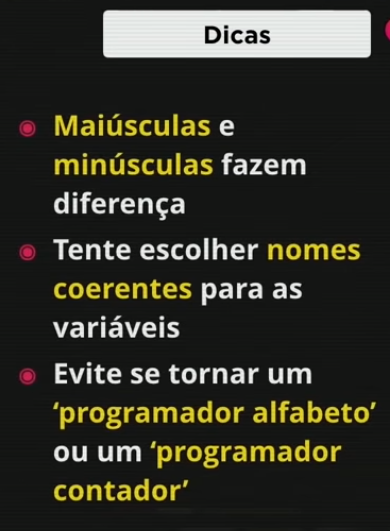 Dicas
Maiúsculas e
minúsculas fazem
diferença
Tente escolher nomes
coerentes para as
variáveis
Evite se tornar um
‘programador alfabeto’
ou um ‘programador
contador’